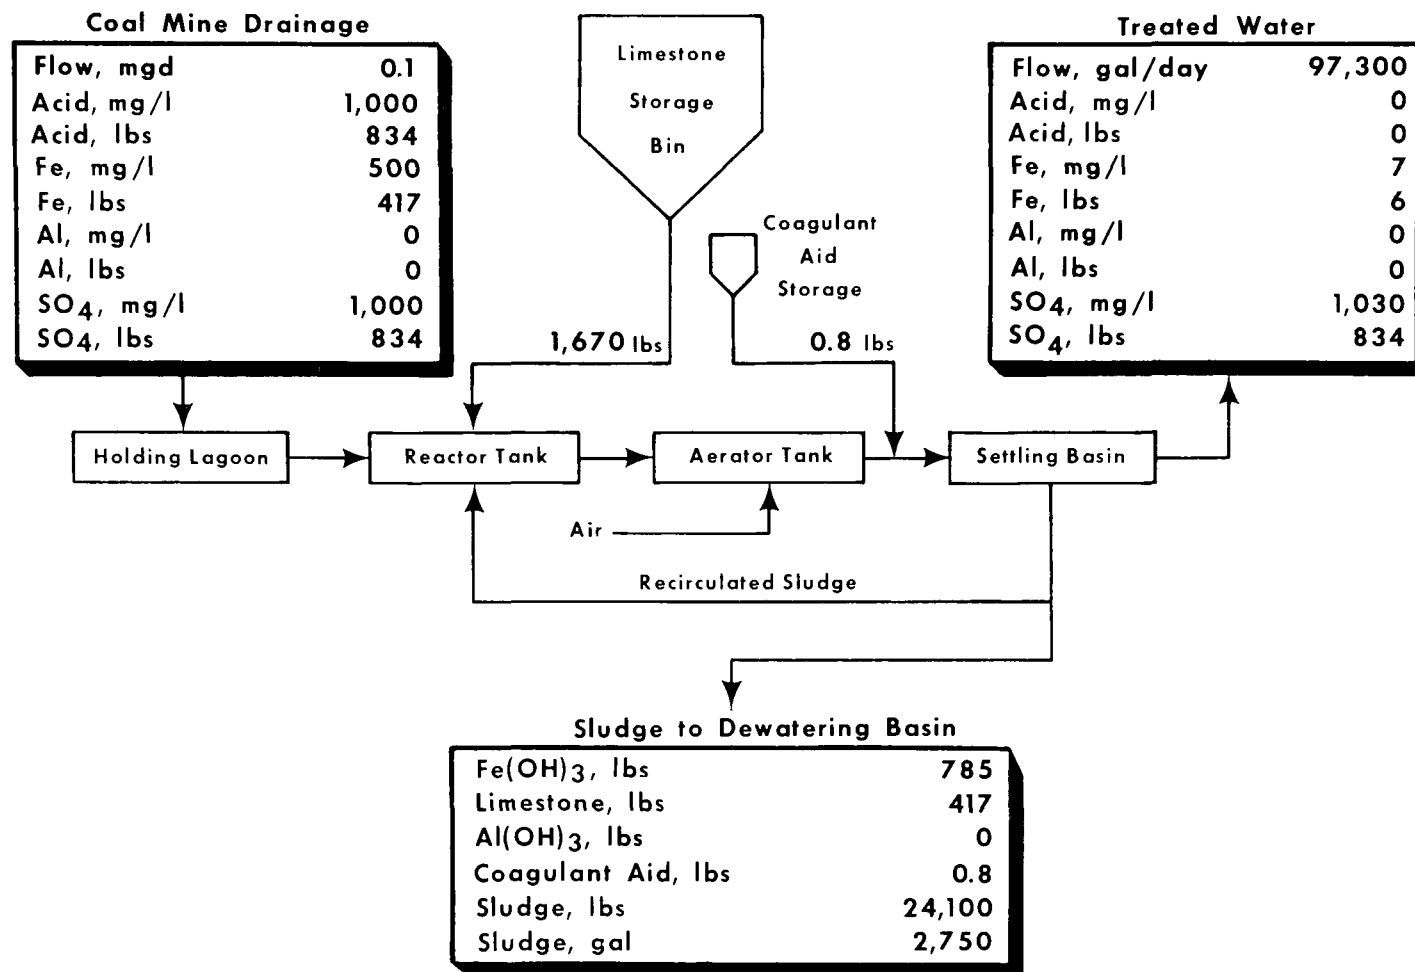 Coal Mine Drainage
Flow, mgd 0.1
Acid, mg/l 1,000
Acid, lbs 834
Fe, mg/l 500
Fe, lbs 417
Al, mg/l 0
Al, lbs 0
SO4, mg/l 1,000
SO4, lbs 834
Limestone
Storage
Bin
Coagulant
Aid
Storage
1,670 lbs
0.8 lbs
Treated Water
Flow, gal/day 97,300
Acid, mg/l 0
Acid, lbs 0
Fe, mg/l 7
Fe, lbs 6
Al, mg/l 0
Al, lbs 0
SO4, mg/l 1,030
SO4, lbs 834
Holding Lagoon
Reactor Tank
Aerator Tank
Settling Basin
Air
Recirculated Sludge
Sludge to Dewatering Basin
Fe(OH)3, lbs 785
Limestone, lbs 417
Al(OH)3, lbs 0
Coagulant Aid, lbs 0.8
Sludge, lbs 24,100
Sludge, gal 2,750